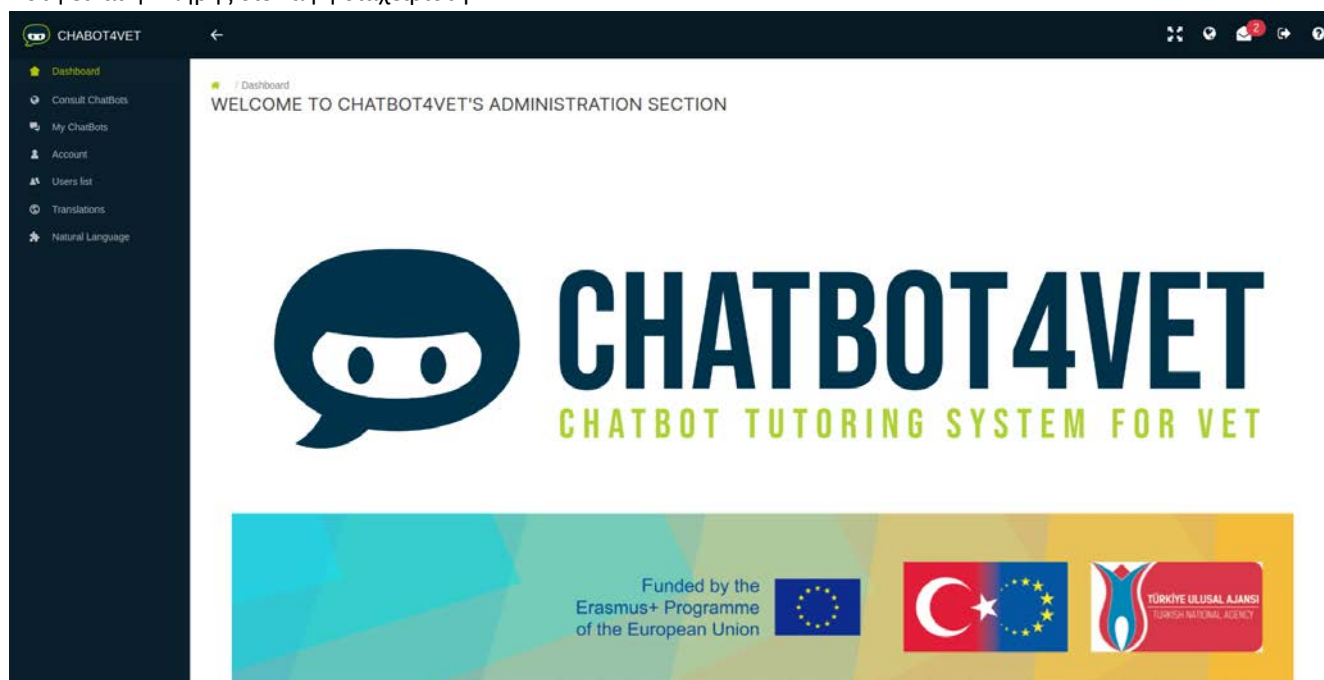 CHABOT4VET
2
Dashboard
Consult ChatBots
My ChatBots
Account
Users list
Translations
Natural Language
/ Dashboard
WELCOME TO CHATBOT4VET'S ADMINISTRATION SECTION
CHATBOT4VET
CHATBOT TUTORING SYSTEM FOR VET
Funded by the
Erasmus+ Programme
of the European Union
TÜRKİYE ULUSAL AJANSI
TURKISH NATIONAL AGENCY